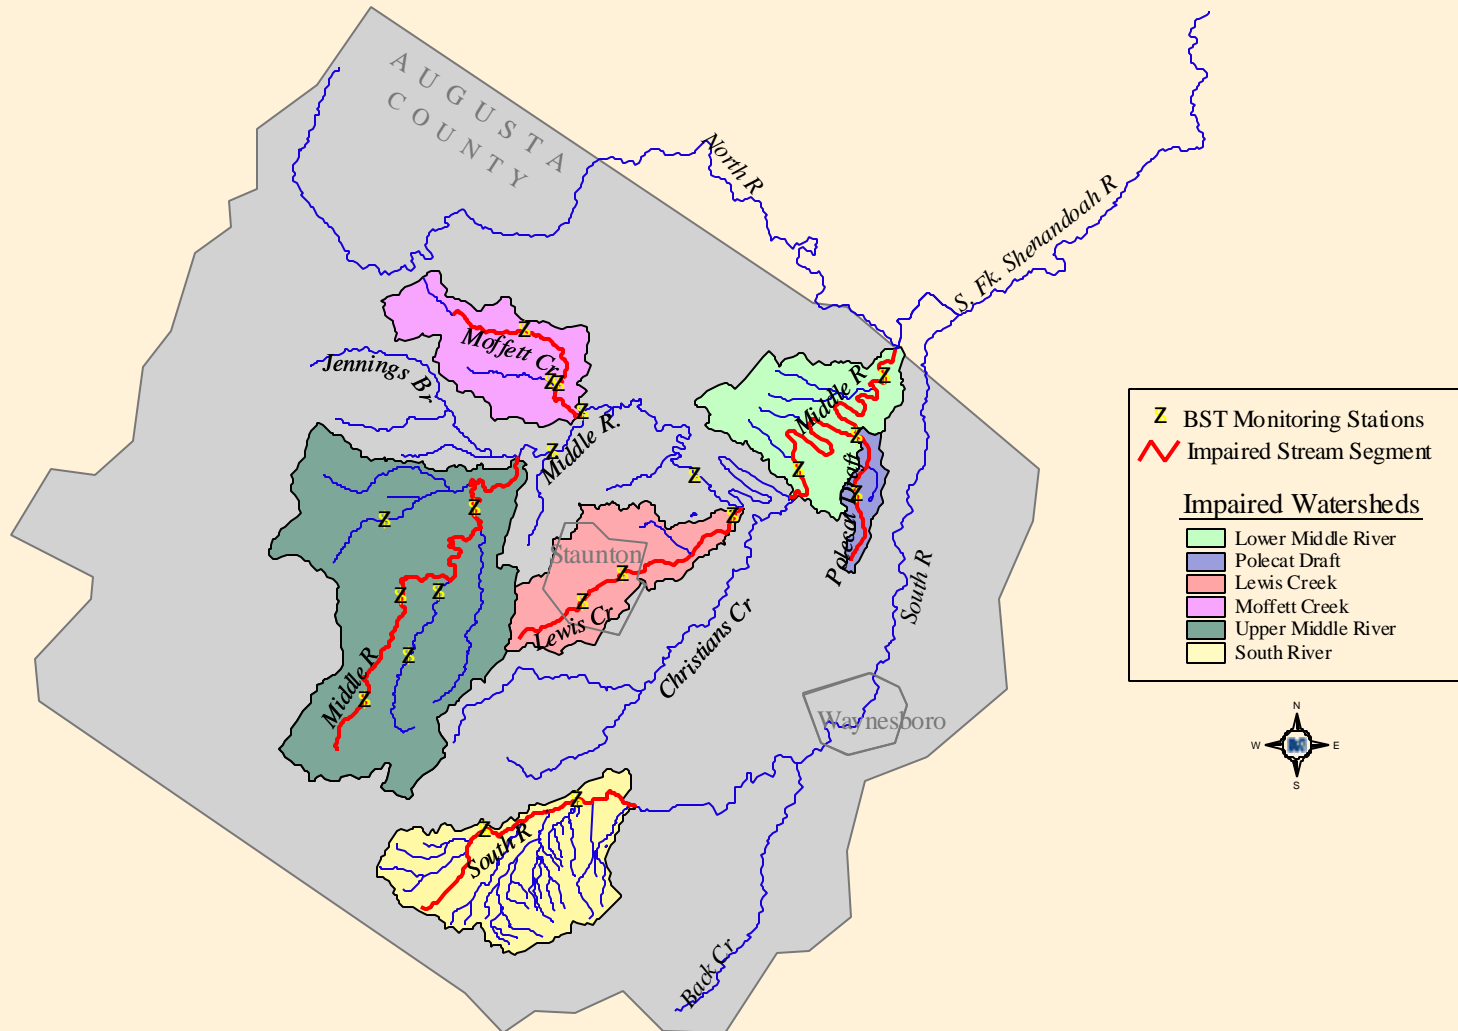 AUGUSTA
COUNTY
North R
S. Fk. Shenandoah R
Moffett Cr
Jennings Br
Middle R
Middle R.
Polecat Draft
Staunton
Lewis Cr
Christians Cr
South R
Middle R
Waynesboro
South R
Back Cr
Z BST Monitoring Stations
Impaired Stream Segment
Impaired Watersheds
Lower Middle River
Polecat Draft
Lewis Creek
Moffett Creek
Upper Middle River
South River
N
W E
S